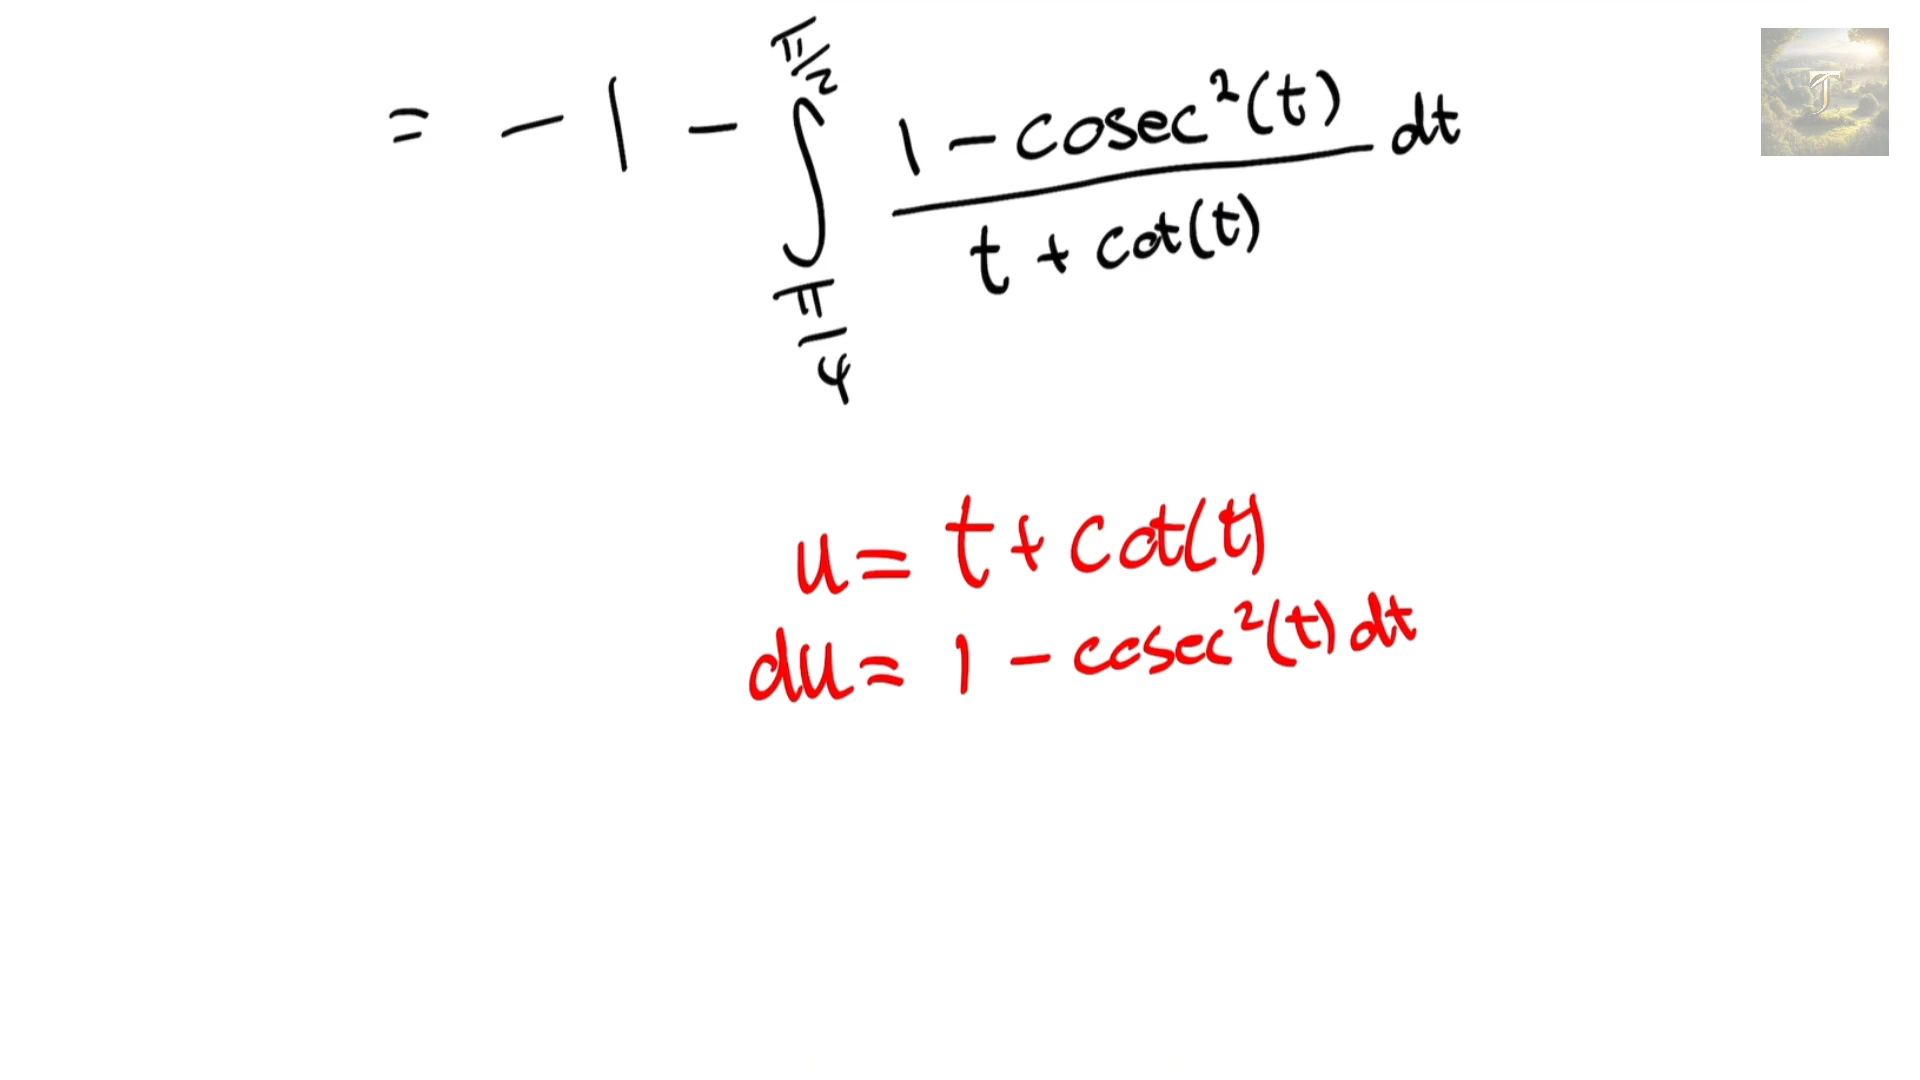 = - 1 - ∫_{π/4}^{π/2} (1 - cosec²(t))/(t + cot(t)) dt
u = t + cot(t)
du = 1 - cosec²(t) dt